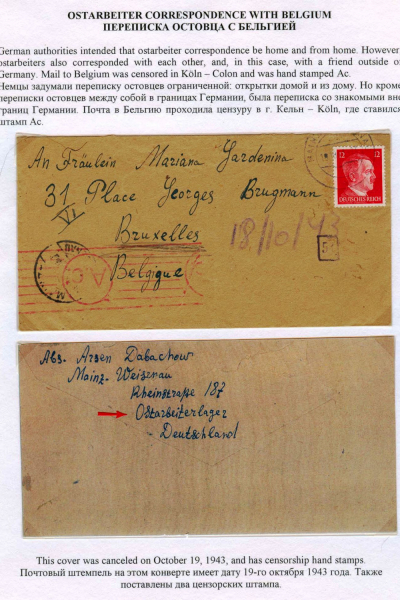 OSTARBEITER CORRESPONDENCE WITH BELGIUM
ПЕРЕПИСКА ОСТОВЦА С БЕЛЬГИЕЙ
German authorities intended that ostarbeiter correspondence be home and from home. However
ostarbeiters also corresponded with each other, and, in this case, with a friend outside o
Germany. Mail to Belgium was censored in Köln – Colon and was hand stamped Ac.
Немцы задумали переписку остовцев ограниченной: открытки домой и из дому. Но кроме
переписки остовцев между собой в границах Германии, была переписка со знакомыми вне
границ Германии. Почта в Бельгию проходила цензуру в г. Кельн – Köln, где ставился
штамп Ас.
An Fräulein Mariana Gardenina
31 Place Georges Brugmann
VI
Bruxelles
Belgique
18/10/43
12 12
DEUTSCHES REICH
Abs. Arsen Dabachow
Mainz-Weisenau
Rheinstraße 187
Ostarbeiterlager
Deutschland
This cover was canceled on October 19, 1943, and has censorship hand stamps.
Почтовый штемпель на этом конверте имеет дату 19-го октября 1943 года. Также
поставлены два цензорских штампа.